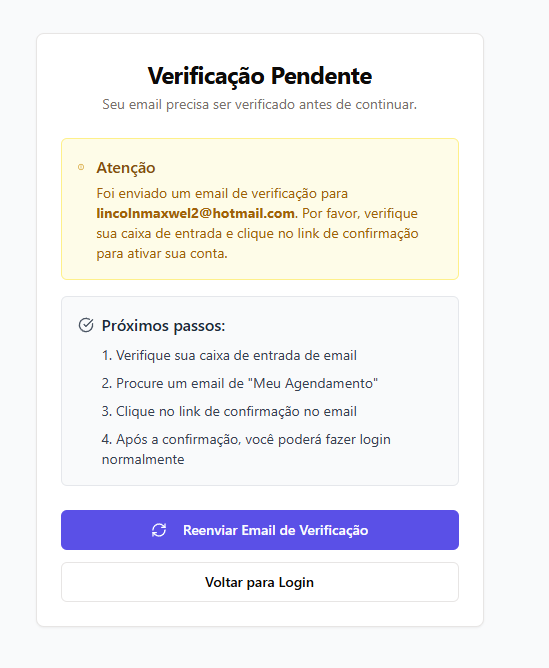 Verificação Pendente
Seu email precisa ser verificado antes de continuar.
Atenção
Foi enviado um email de verificação para
lincolnmaxwel2@hotmail.com. Por favor, verifique
sua caixa de entrada e clique no link de confirmação
para ativar sua conta.
Próximos passos:
1. Verifique sua caixa de entrada de email
2. Procure um email de "Meu Agendamento"
3. Clique no link de confirmação no email
4. Após a confirmação, você poderá fazer login
normalmente
Reenviar Email de Verificação
Voltar para Login